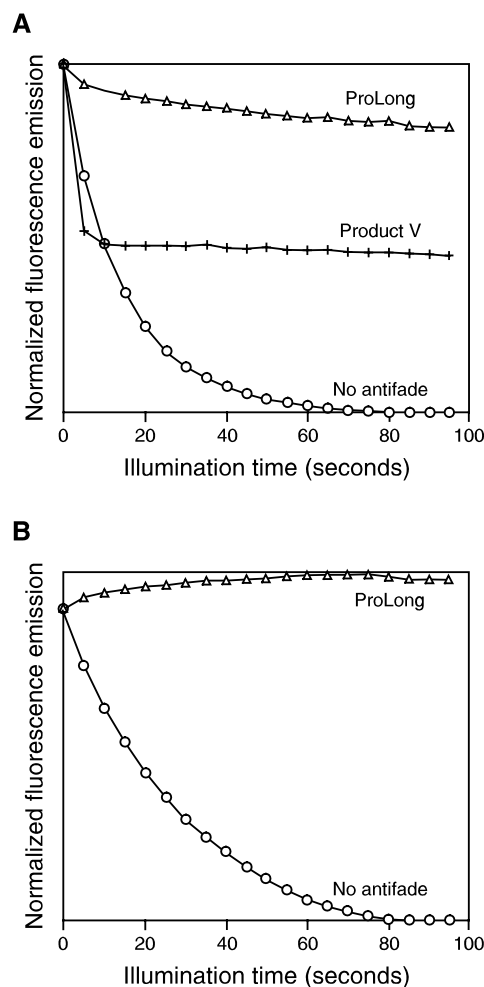 A
Normalized fluorescence emission
ProLong
Product V
No antifade
0 20 40 60 80 100
Illumination time (seconds)
B
Normalized fluorescence emission
ProLong
No antifade
0 20 40 60 80 100
Illumination time (seconds)